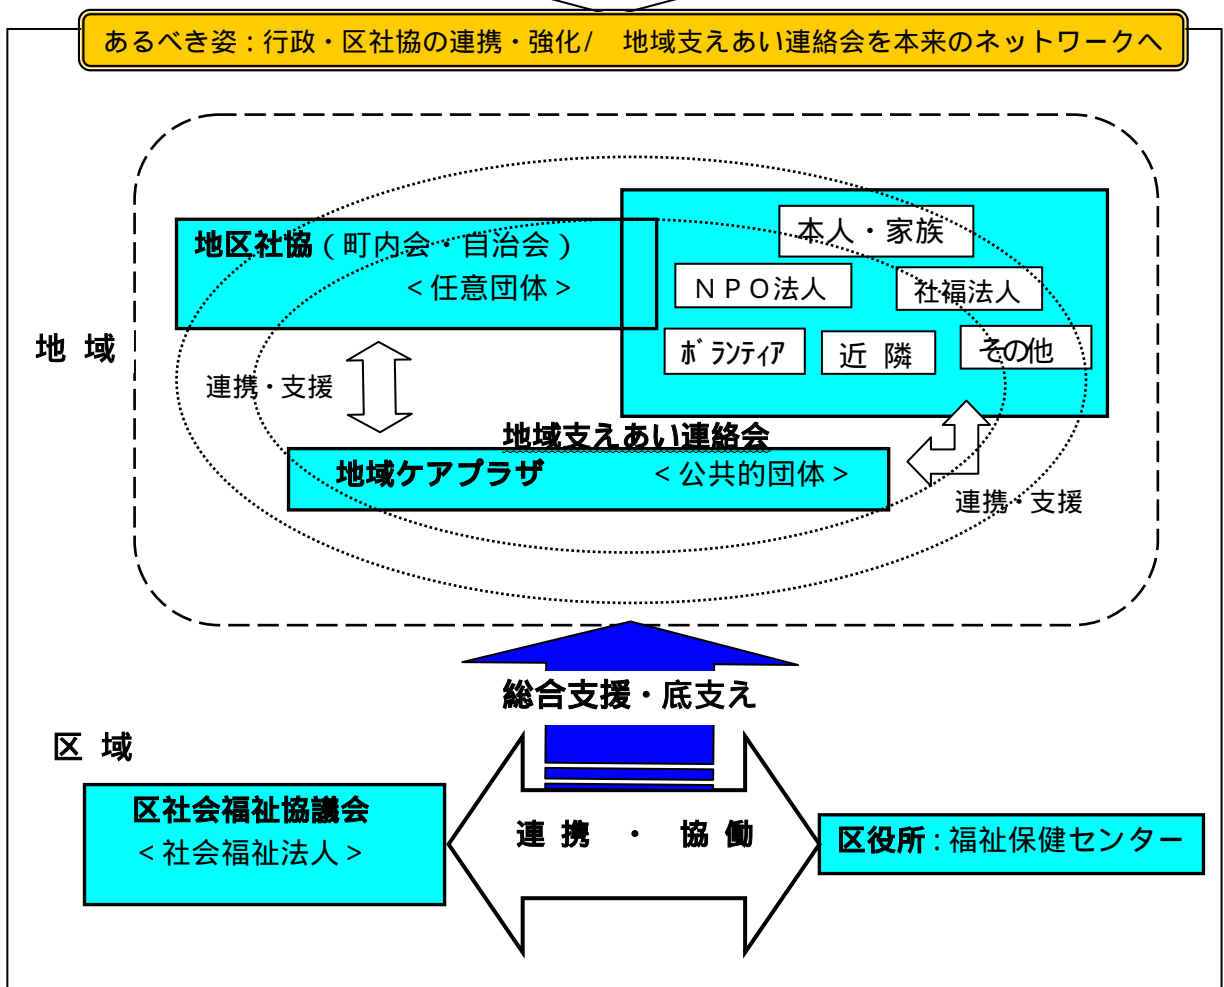 あるべき姿：行政・区社協の連携・強化/　地域支えあい連絡会を本来のネットワークへ
地区社協（町内会・自治会）
＜任意団体＞
本人・家族
ＮＰＯ法人
社福法人
ﾎﾞﾗﾝﾃｨｱ
近 隣
その他
地 域
連携・支援
地域支えあい連絡会
地域ケアプラザ　＜公共的団体＞
連携・支援
総合支援・底支え
区 域
区社会福祉協議会
＜社会福祉法人＞
連 携 ・ 協 働
区役所：福祉保健センター